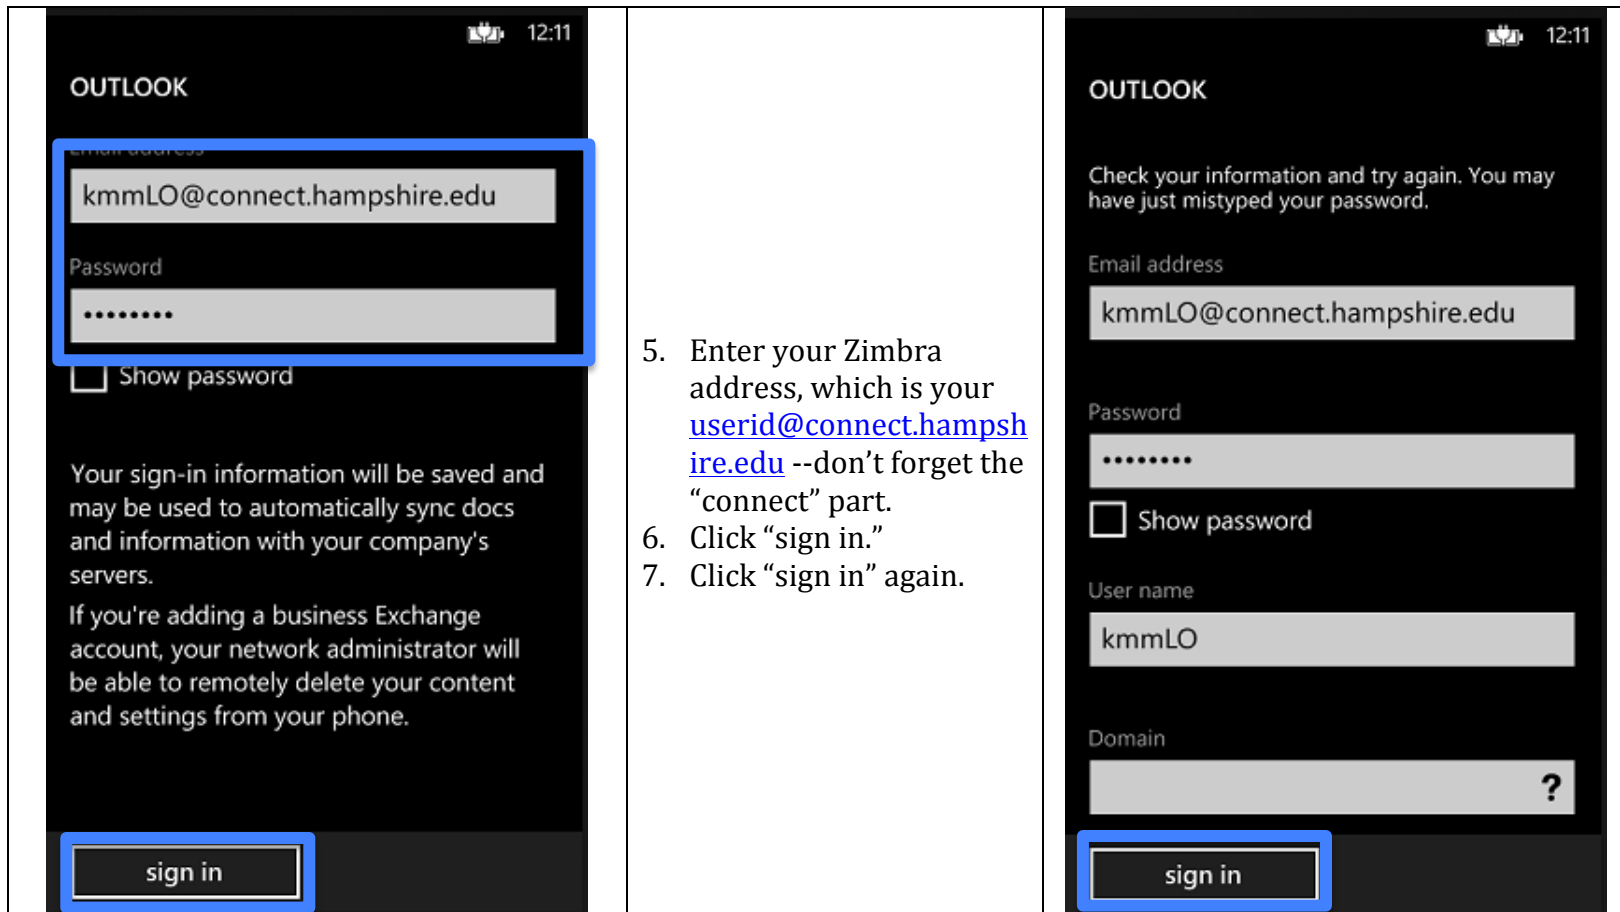 12:11
OUTLOOK
Email address
kmmLO@connect.hampshire.edu
Password
••••••••
Show password
Your sign-in information will be saved and
may be used to automatically sync docs
and information with your company's
servers.
If you're adding a business Exchange
account, your network administrator will
be able to remotely delete your content
and settings from your phone.
sign in
5. Enter your Zimbra
address, which is your
userid@connect.hampsh
ire.edu --don’t forget the
“connect” part.
6. Click “sign in.”
7. Click “sign in” again.
12:11
OUTLOOK
Check your information and try again. You may
have just mistyped your password.
Email address
kmmLO@connect.hampshire.edu
Password
••••••••
Show password
User name
kmmLO
Domain
?
sign in